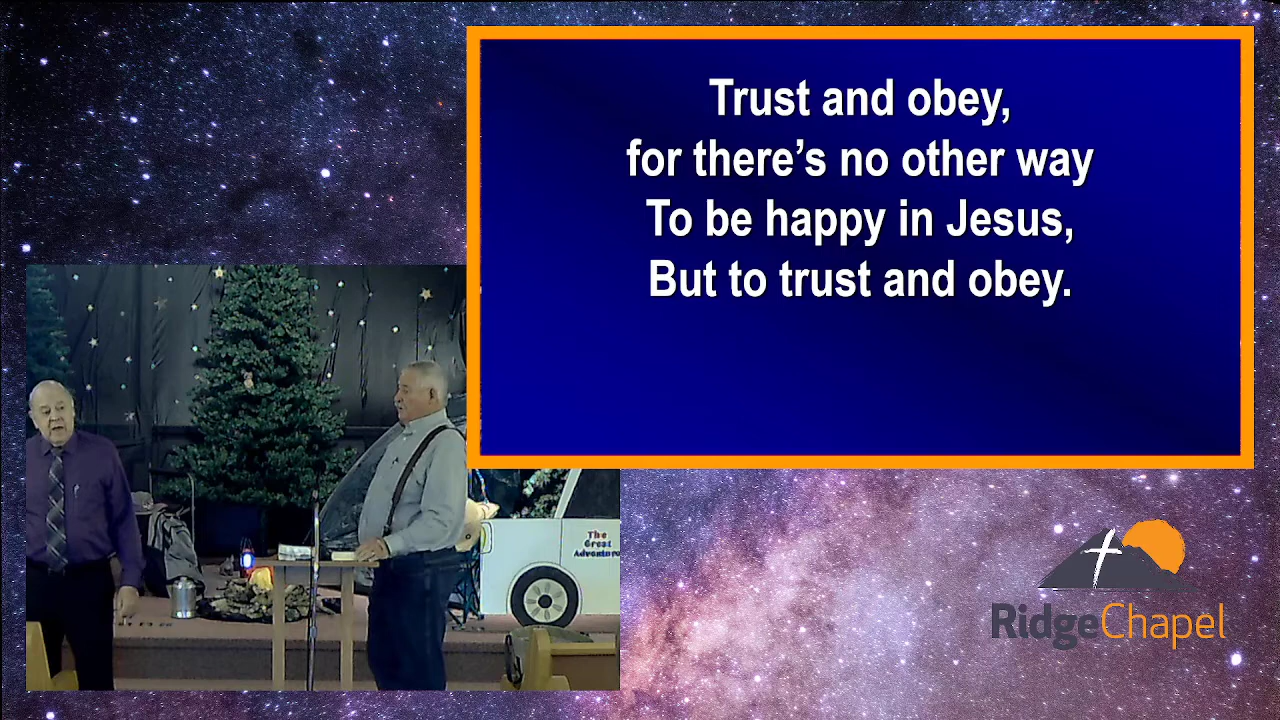 Trust and obey,
for there’s no other way
To be happy in Jesus,
But to trust and obey.
The
Great
Adventure
RidgeChapel